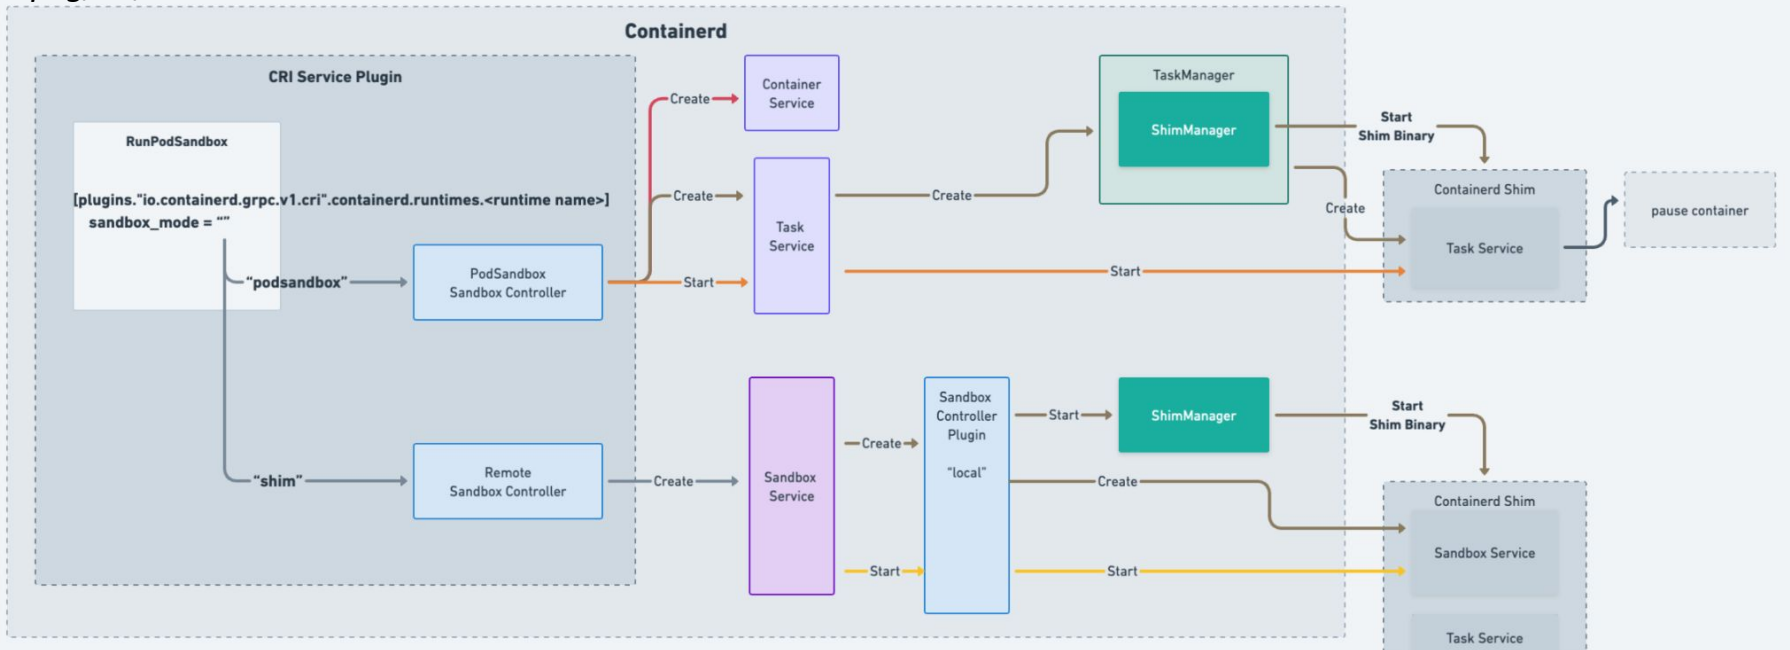 Containerd
CRI Service Plugin
RunPodSandbox
[plugins."io.containerd.grpc.v1.cri".containerd.runtimes.<runtime name>]
sandbox_mode = “”
“podsandbox”
PodSandbox
Sandbox Controller
“shim”
Remote
Sandbox Controller
Create
Container
Service
Create
Start
Task
Service
Create
TaskManager
ShimManager
Start
Shim Binary
Create
Start
Containerd Shim
Task Service
pause container
Create
Sandbox
Service
Create
Start
Sandbox
Controller
Plugin
"local"
Start
ShimManager
Create
Start
Start
Shim Binary
Containerd Shim
Sandbox Service
Task Service